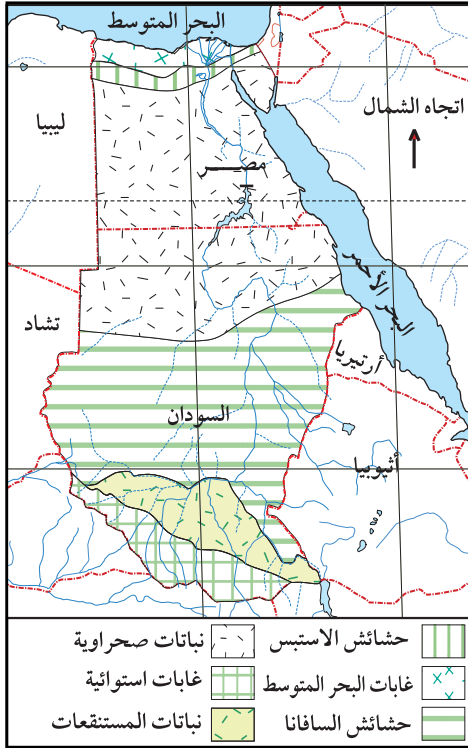 البحر المتوسط
اتجاه الشمال
ليبيا
مصر
البحر الأحمر
تشاد
أرتيريا
السودان
أثيوبيا
حشائش الاستبس
نباتات صحراوية
غابات البحر المتوسط
غابات استوائية
حشائش السافانا
نباتات المستنقعات